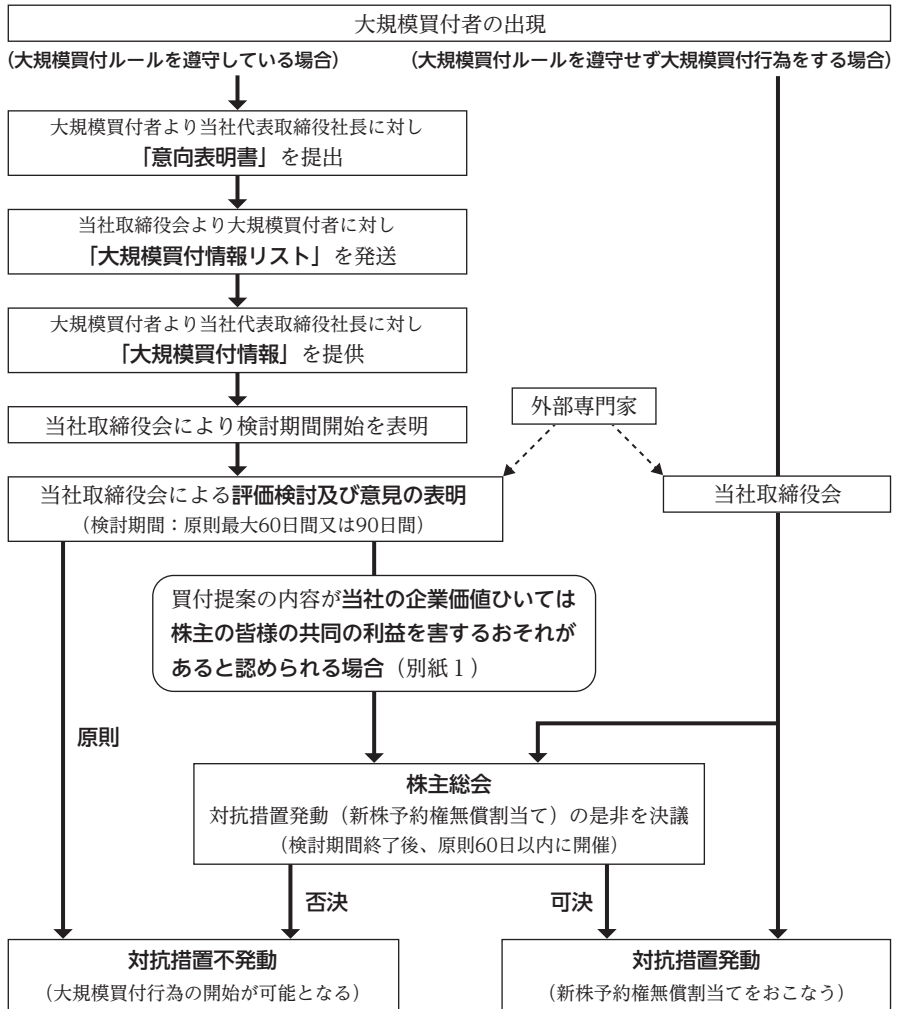 大規模買付者の出現
(大規模買付ルールを遵守している場合)
(大規模買付ルールを遵守せず大規模買付行為をする場合)
大規模買付者より当社代表取締役社長に対し
「意向表明書」を提出
当社取締役会より大規模買付者に対し
「大規模買付情報リスト」を発送
大規模買付者より当社代表取締役社長に対し
「大規模買付情報」を提供
外部専門家
当社取締役会により検討期間開始を表明
当社取締役会による評価検討及び意見の表明
(検討期間：原則最大60日間又は90日間)
当社取締役会
買付提案の内容が当社の企業価値ひいては
株主の皆様の共同の利益を害するおそれが
あると認められる場合（別紙１）
原則
株主総会
対抗措置発動（新株予約権無償割当て）の是非を決議
（検討期間終了後、原則60日以内に開催）
否決
可決
対抗措置不発動
（大規模買付行為の開始が可能となる）
対抗措置発動
（新株予約権無償割当てをおこなう）